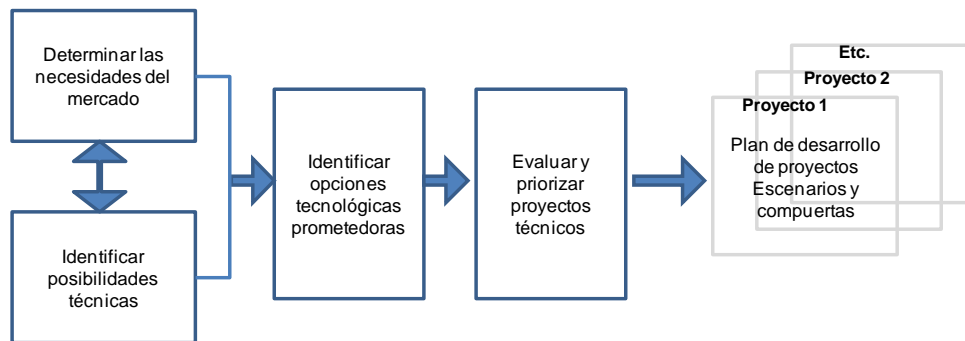 Determinar las
necesidades del
mercado
Identificar
posibilidades
técnicas
Identificar
opciones
tecnológicas
prometedoras
Evaluar y
priorizar
proyectos
técnicos
Etc.
Proyecto 2
Proyecto 1
Plan de desarrollo
de proyectos
Escenarios y
compuertas